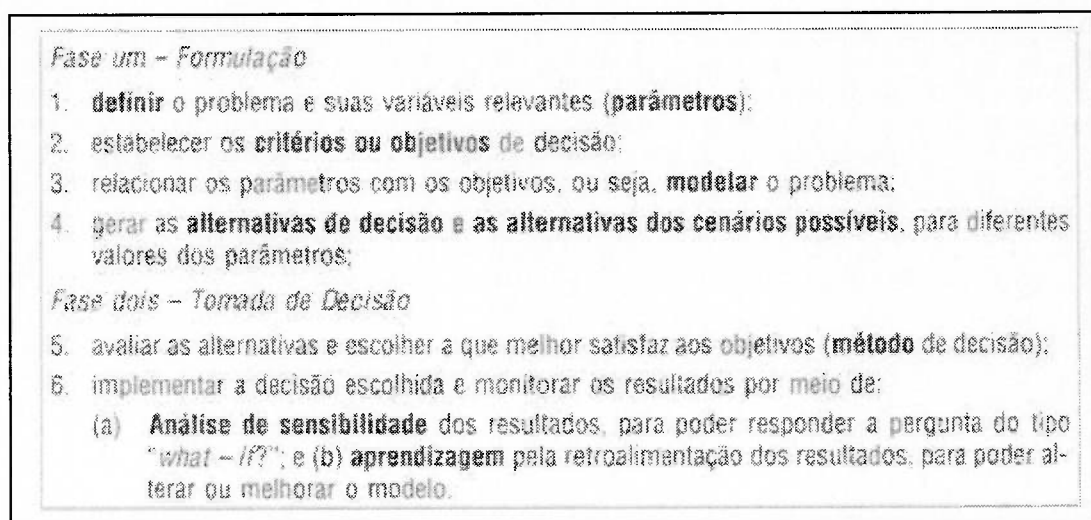 Fase um – Formulação
1. definir o problema e suas variáveis relevantes (parâmetros);
2. estabelecer os critérios ou objetivos de decisão;
3. relacionar os parâmetros com os objetivos, ou seja, modelar o problema;
4. gerar as alternativas de decisão e as alternativas dos cenários possíveis, para diferentes
valores dos parâmetros;
Fase dois – Tomada de Decisão
5. avaliar as alternativas e escolher a que melhor satisfaz aos objetivos (método de decisão);
6. implementar a decisão escolhida e monitorar os resultados por meio de:
(a) Análise de sensibilidade dos resultados, para poder responder a pergunta do tipo
"what – if?"; e (b) aprendizagem pela retroalimentação dos resultados, para poder al-
terar ou melhorar o modelo.